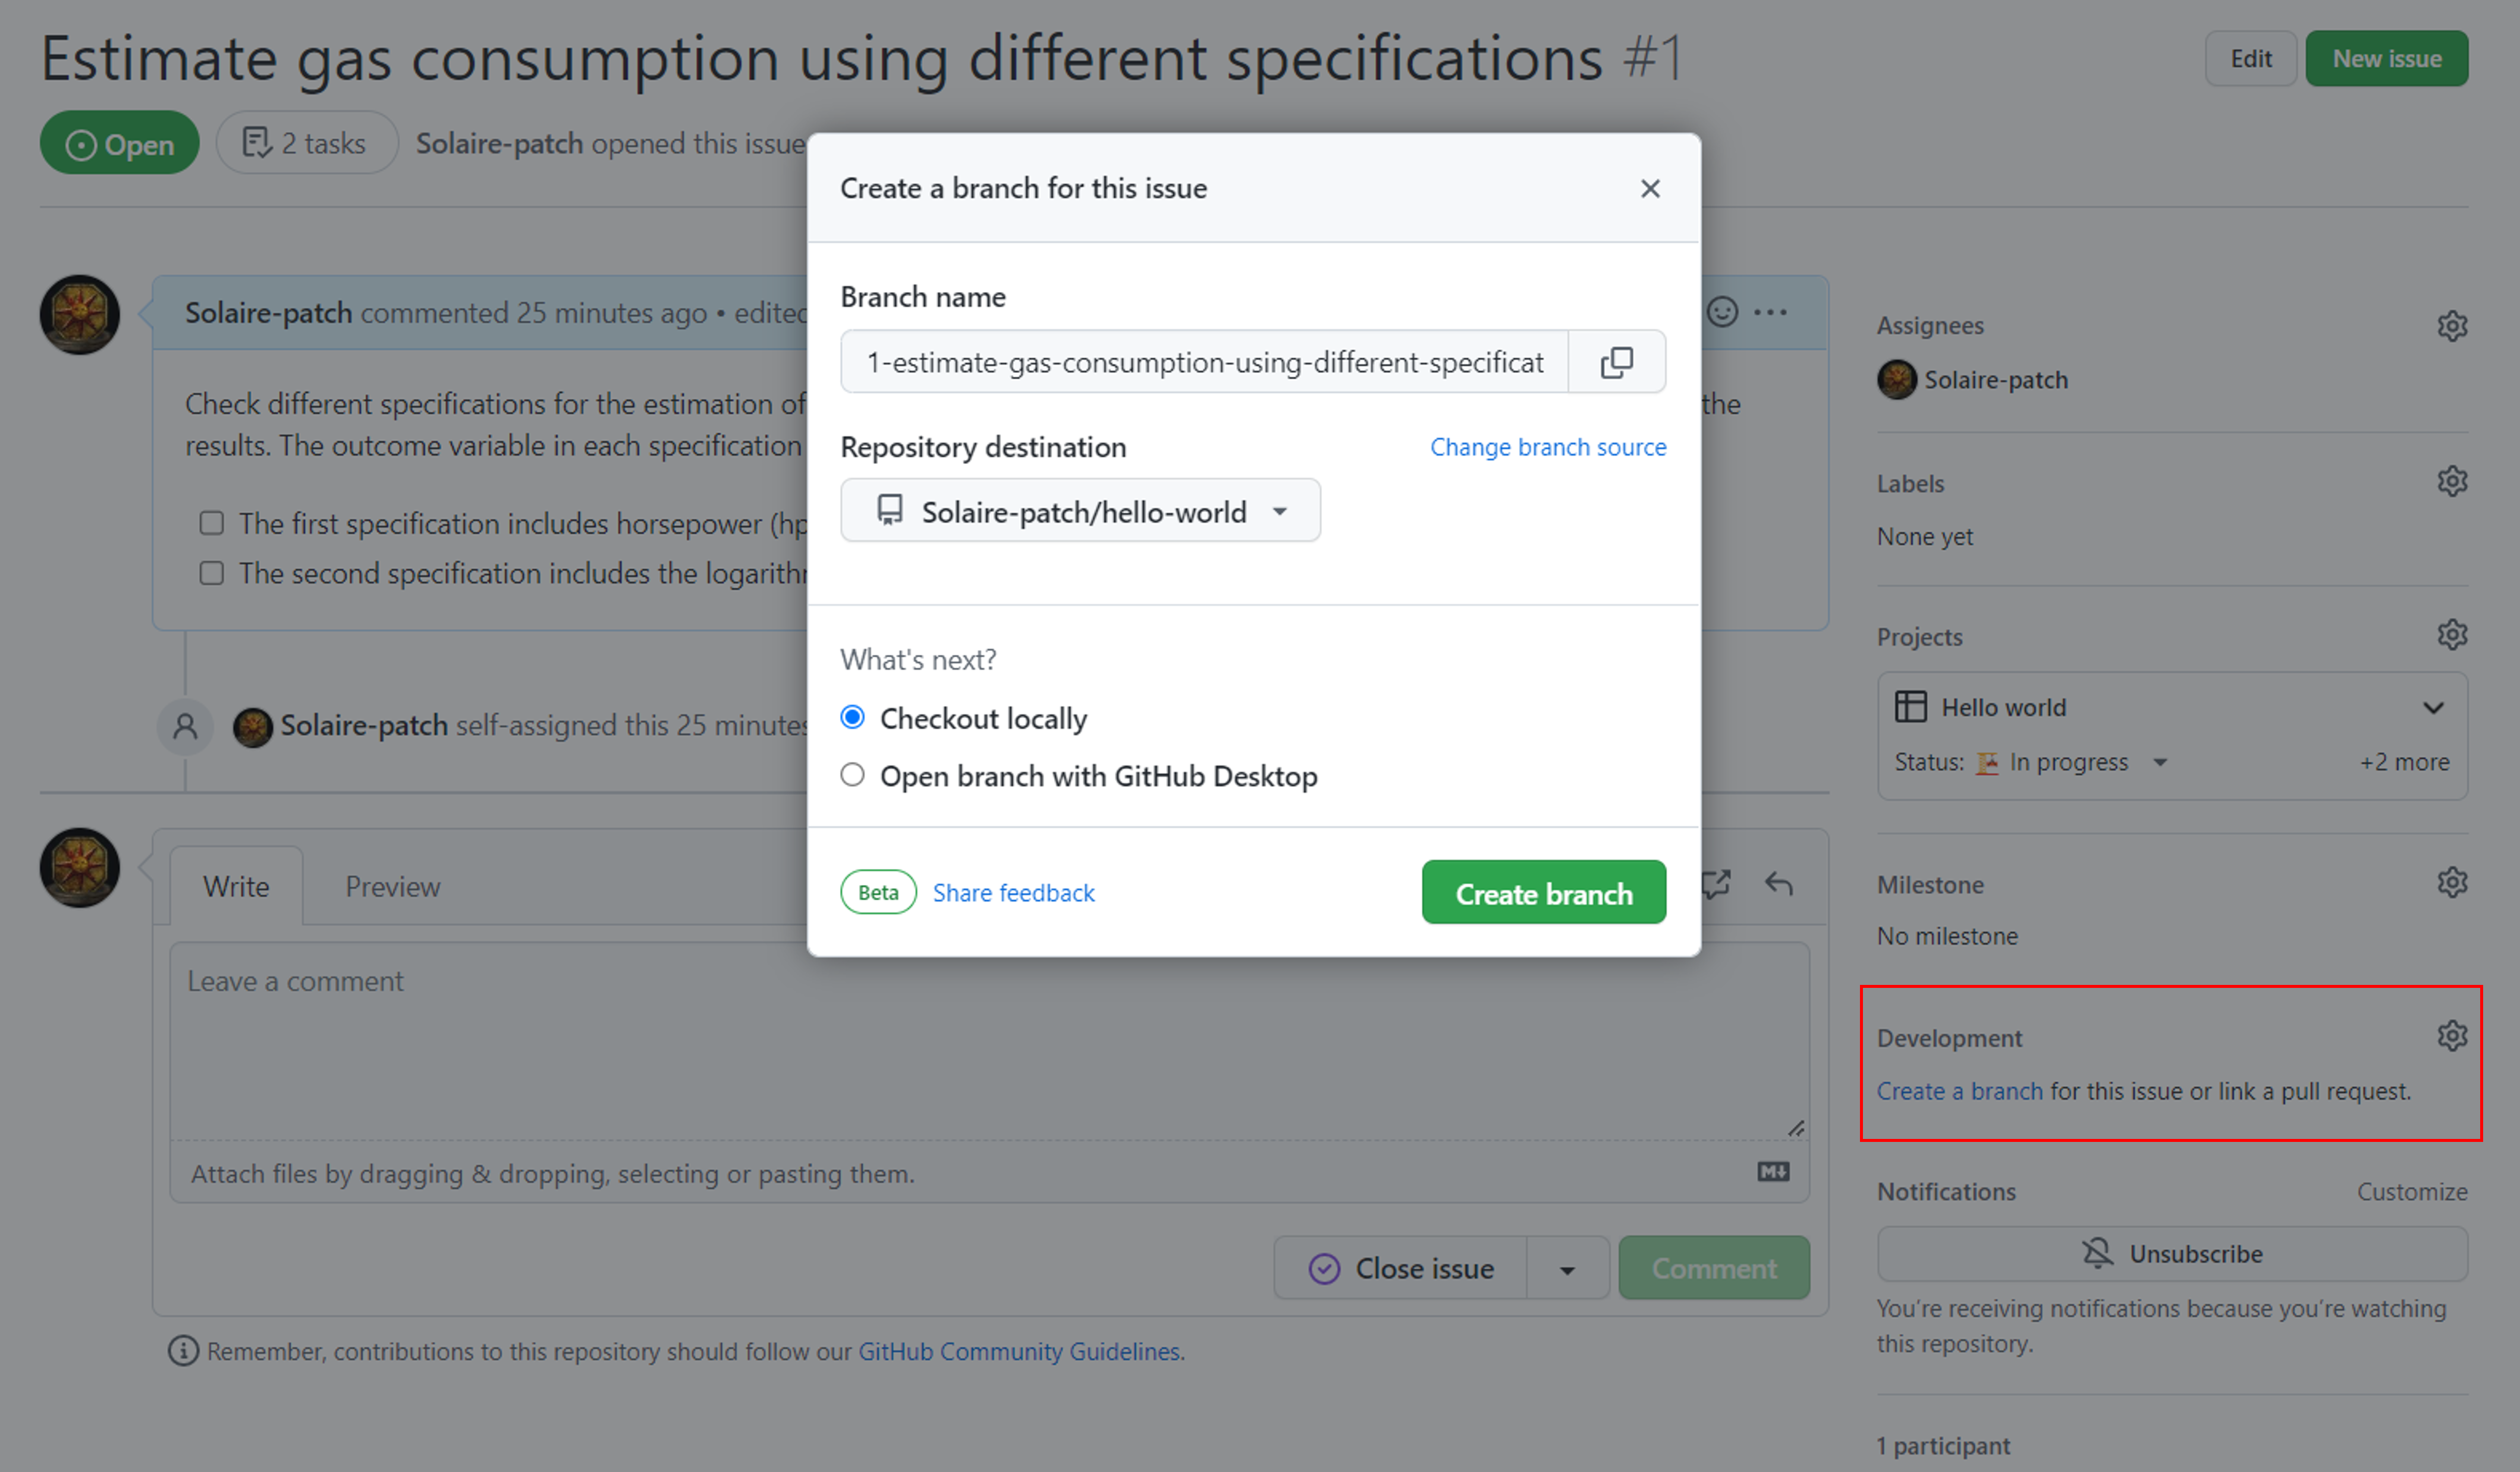 Estimate gas consumption using different specifications #1
Edit
New issue
Open
2 tasks
Solaire-patch opened this issue
Create a branch for this issue
Branch name
1-estimate-gas-consumption-using-different-specificat
Repository destination
Change branch source
Solaire-patch/hello-world
What's next?
Checkout locally
Open branch with GitHub Desktop
Beta
Share feedback
Create branch
Solaire-patch commented 25 minutes ago • edited
Check different specifications for the estimation of
the
results. The outcome variable in each specification
The first specification includes horsepower (hp
The second specification includes the logarith
Solaire-patch self-assigned this 25 minutes
Write
Preview
Leave a comment
Attach files by dragging & dropping, selecting or pasting them.
Close issue
Comment
Remember, contributions to this repository should follow our GitHub Community Guidelines.
Assignees
Solaire-patch
Labels
None yet
Projects
Hello world
Status: In progress
+2 more
Milestone
No milestone
Development
Create a branch for this issue or link a pull request.
Notifications
Customize
Unsubscribe
You're receiving notifications because you're watching
this repository.
1 participant